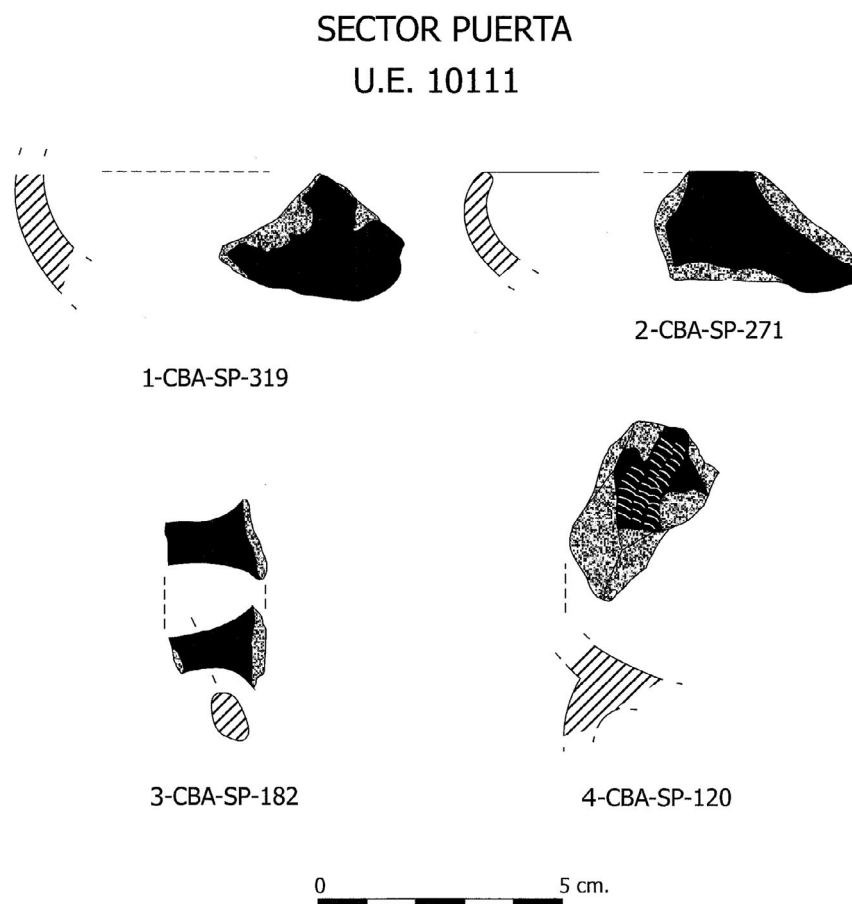 SECTOR PUERTA
U.E. 10111
1-CBA-SP-319
2-CBA-SP-271
3-CBA-SP-182
4-CBA-SP-120
0 5 cm.